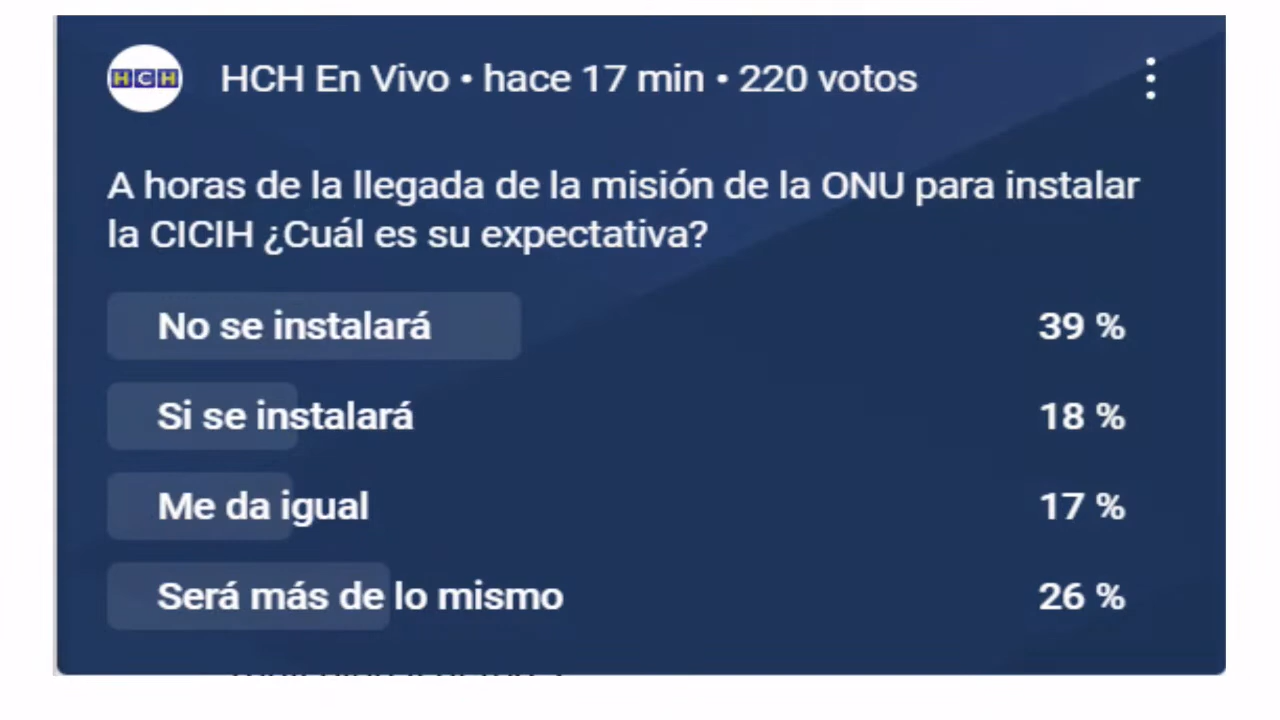 HCH HCH En Vivo • hace 17 min • 220 votos
A horas de la llegada de la misión de la ONU para instalar
la CICIH ¿Cuál es su expectativa?
No se instalará 39 %
Si se instalará 18 %
Me da igual 17 %
Será más de lo mismo 26 %